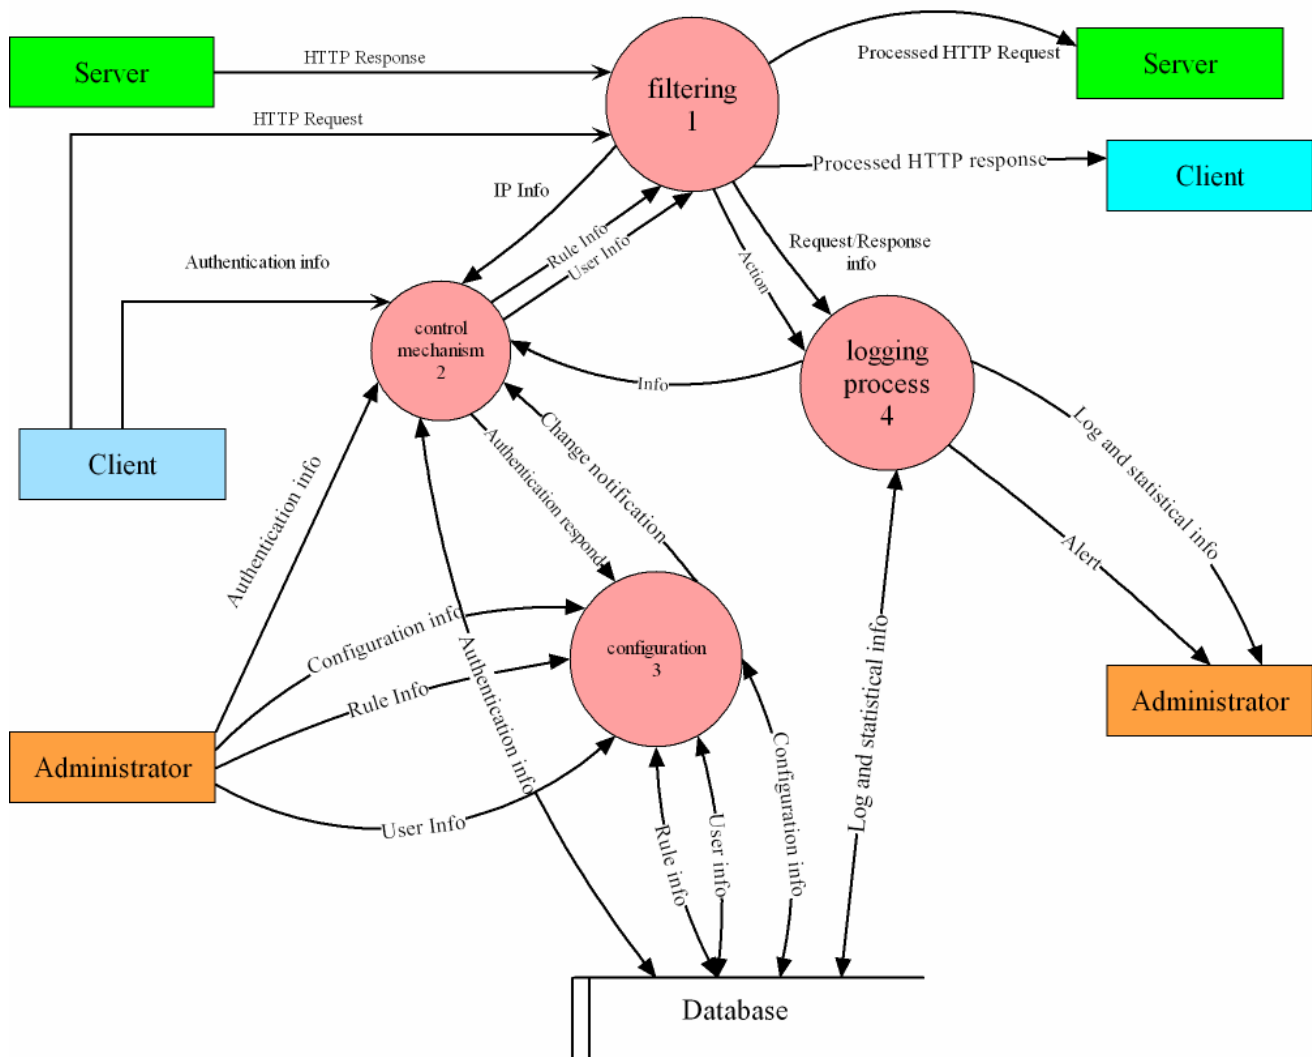 HTTP Response
Processed HTTP Request
Server
filtering
1
Server
HTTP Request
Processed HTTP response
Client
IP Info
Rule Info
User Info
Action
Request/Response
info
Authentication info
control
mechanism
2
logging
process
4
Info
Client
Authentication info
Authentication respond
Change notification
Log and statistical info
Alert
Configuration info
Rule Info
User Info
Authentication info
configuration
3
Administrator
Administrator
Rule info
User info
Configuration info
Log and statistical info
Database